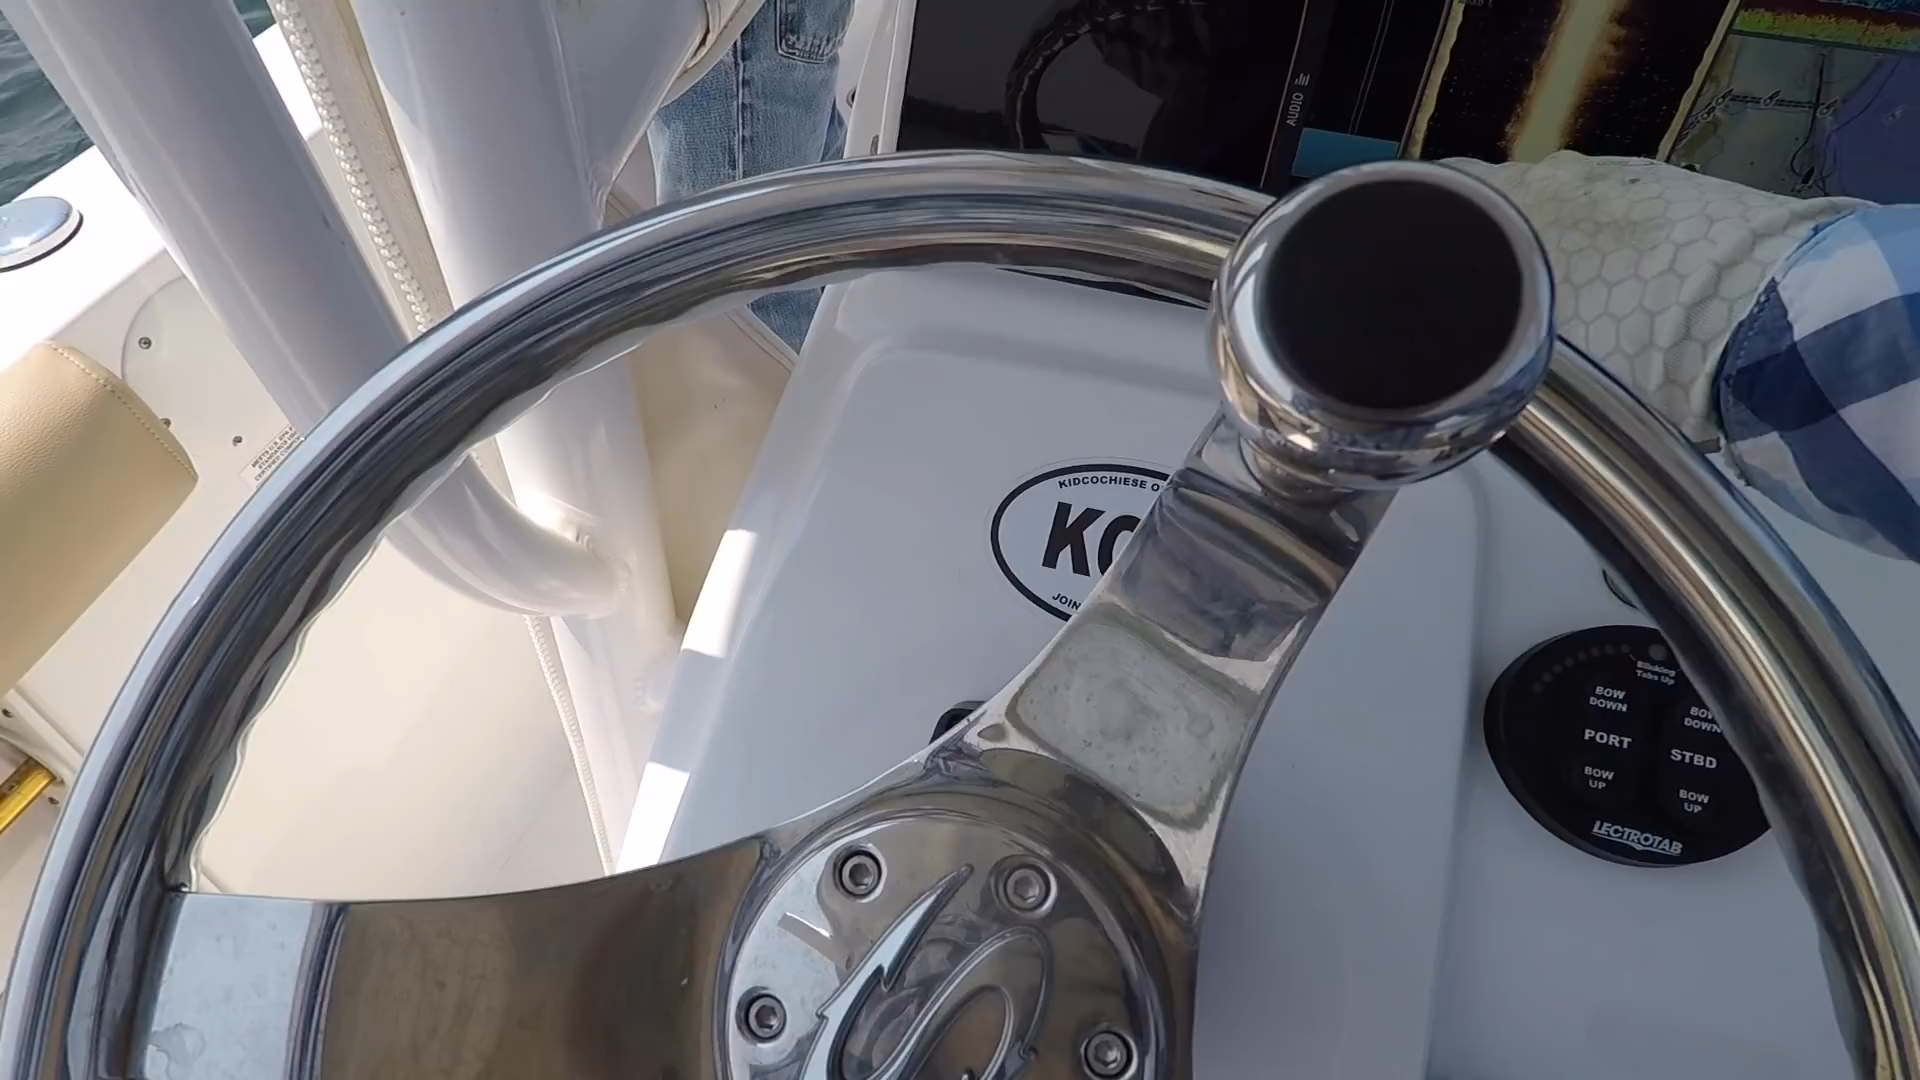 AUDIO
KIDCOCHIESE O
KC
JOIN
Blinking
Tabs Up
BOW
DOWN
PORT
BOW
UP
BOW
DOWN
STBD
BOW
UP
LECTROTAB